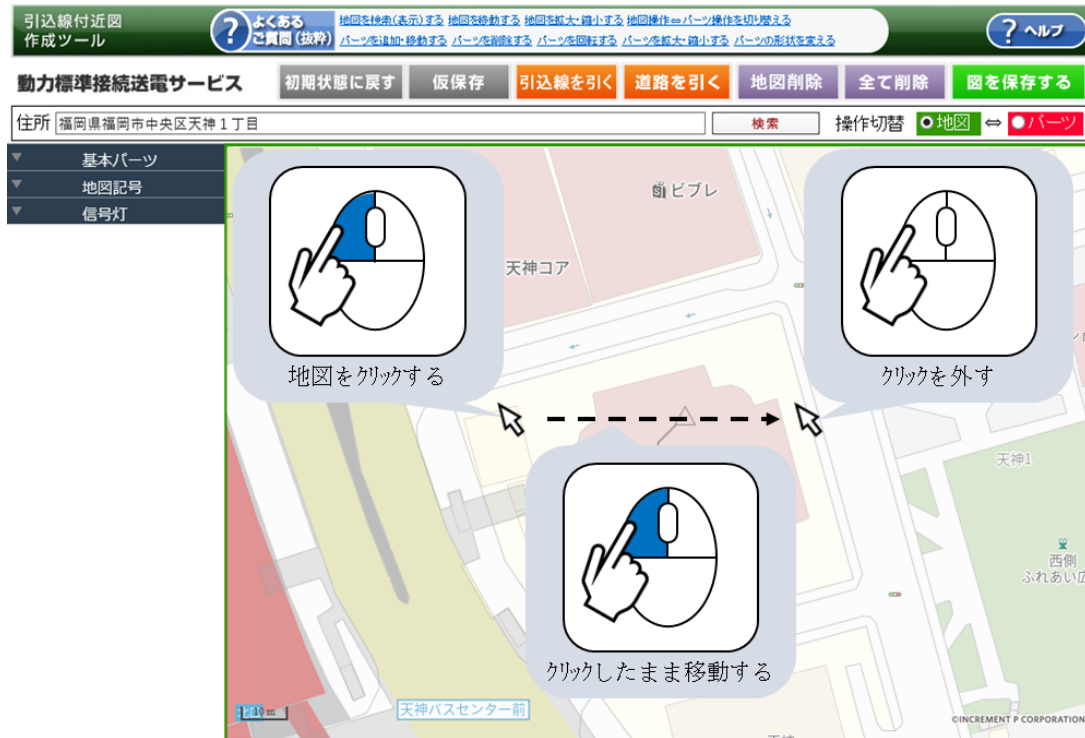 引込線付近図
作成ツール
?
よくある
ご質問(抜粋)
地図を検索(表示)する 地図を移動する 地図を拡大・縮小する 地図操作⇔パーツ操作を切り替える
パーツを追加・移動する パーツを削除する パーツを回転する パーツを拡大・縮小する パーツの形状を変える
? ヘルプ
動力標準接続送電サービス
初期状態に戻す 仮保存 引込線を引く 道路を引く 地図削除 全て削除 図を保存する
住所 福岡県福岡市中央区天神1丁目 検索 操作切替 地図 ⇔ パーツ
基本パーツ
地図記号
信号灯
ビブレ
天神コア
地図をクリックする
クリックを外す
天神1
西側
ふれあい広
クリックしたまま移動する
天神バスセンター前
10 m
©INCREMENT P CORPORATION